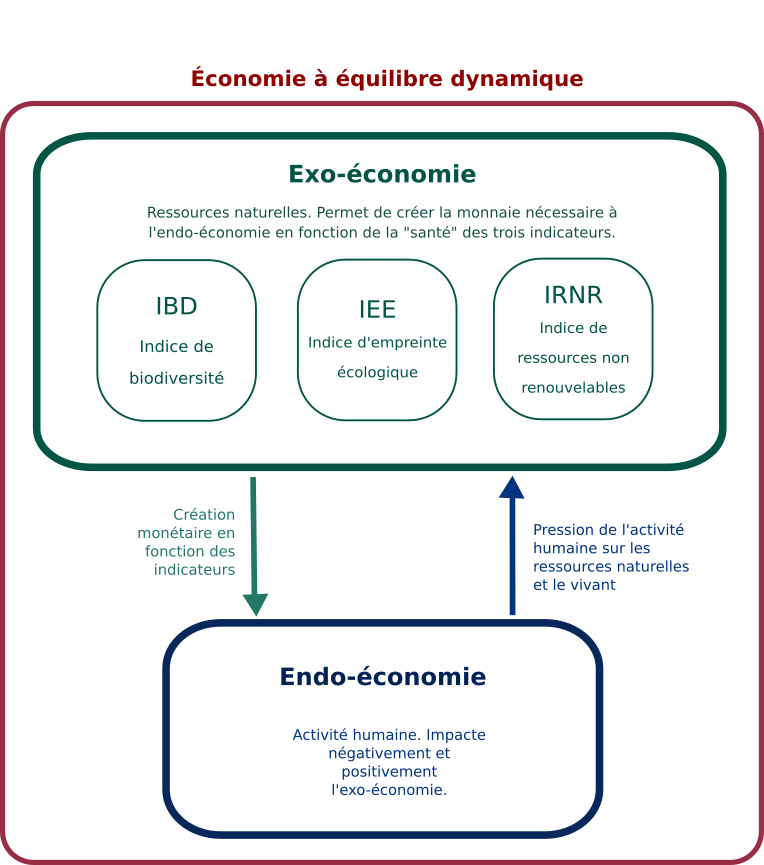 Économie à équilibre dynamique
Exo-économie
Ressources naturelles. Permet de créer la monnaie nécessaire à
l'endo-économie en fonction de la "santé" des trois indicateurs.
IBD
Indice de
biodiversité
IEE
Indice d'empreinte
écologique
IRNR
Indice de
ressources non
renouvelables
Création
monétaire en
fonction des
indicateurs
Pression de l'activité
humaine sur les
ressources naturelles
et le vivant
Endo-économie
Activité humaine. Impacte
négativement et
positivement
l'exo-économie.